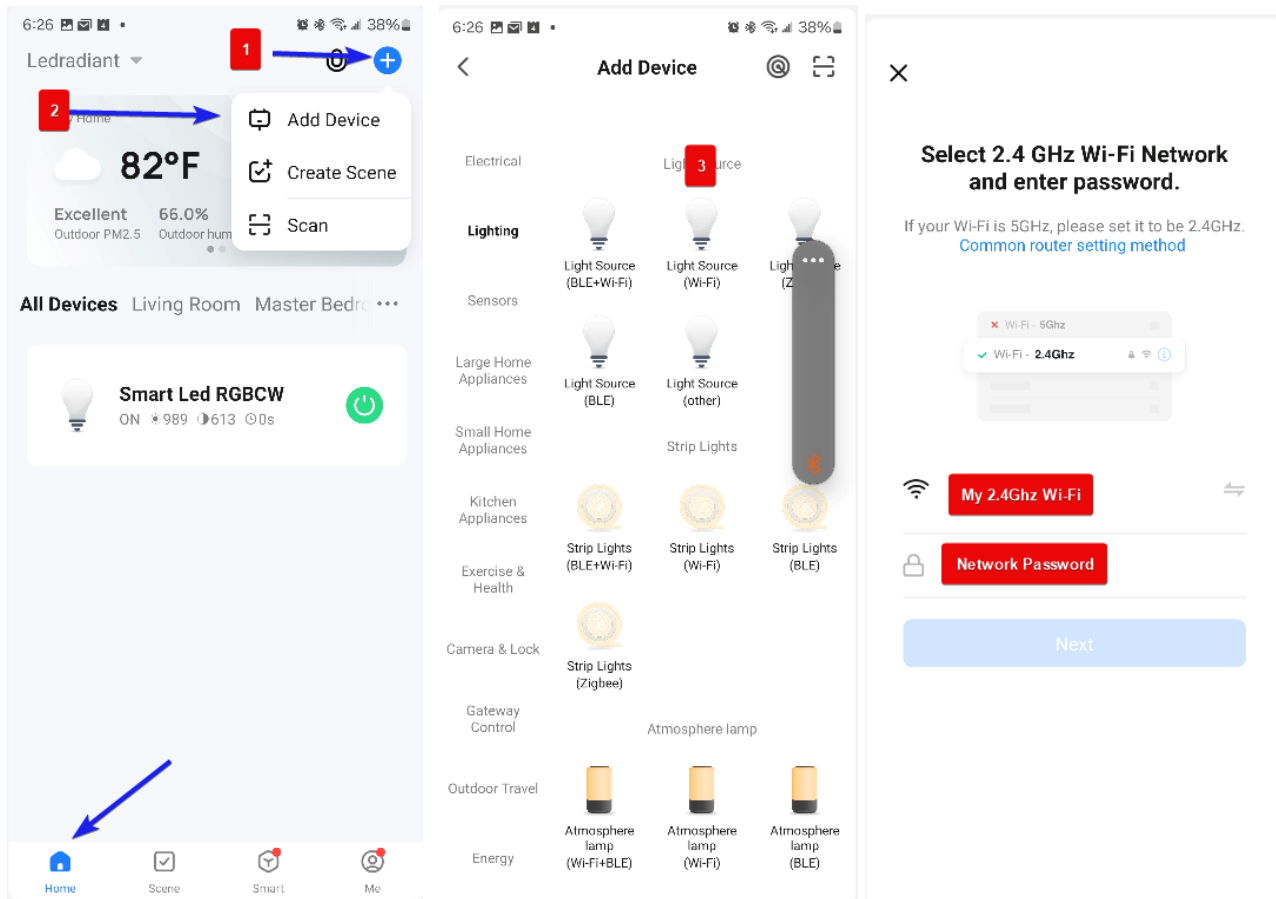 6:26
38%
Ledradiant
1
2
y Home
Add Device
82°F
Create Scene
Excellent 66.0%
Outdoor PM2.5 Outdoor hum
Scan
All Devices Living Room Master Bedro
Smart Led RGBCW
ON 989 613 0s
Home
Scene
Smart
Me
6:26
38%
Add Device
Electrical
Lighting
Sensors
Large Home
Appliances
Small Home
Appliances
Kitchen
Appliances
Exercise &
Health
Camera & Lock
Gateway
Control
Outdoor Travel
Energy
3
Light Source
(BLE+Wi-Fi)
Light Source
(Wi-Fi)
Light Source
(BLE)
Light Source
(other)
Strip Lights
Strip Lights
(BLE+Wi-Fi)
Strip Lights
(Wi-Fi)
Strip Lights
(BLE)
Strip Lights
(Zigbee)
Atmosphere lamp
Atmosphere
lamp
(Wi-Fi+BLE)
Atmosphere
lamp
(Wi-Fi)
Atmosphere
lamp
(BLE)
Select 2.4 GHz Wi-Fi Network
and enter password.
If your Wi-Fi is 5GHz, please set it to be 2.4GHz.
Common router setting method
Wi-Fi - 5Ghz
Wi-Fi - 2.4Ghz
My 2.4Ghz Wi-Fi
Network Password
Next